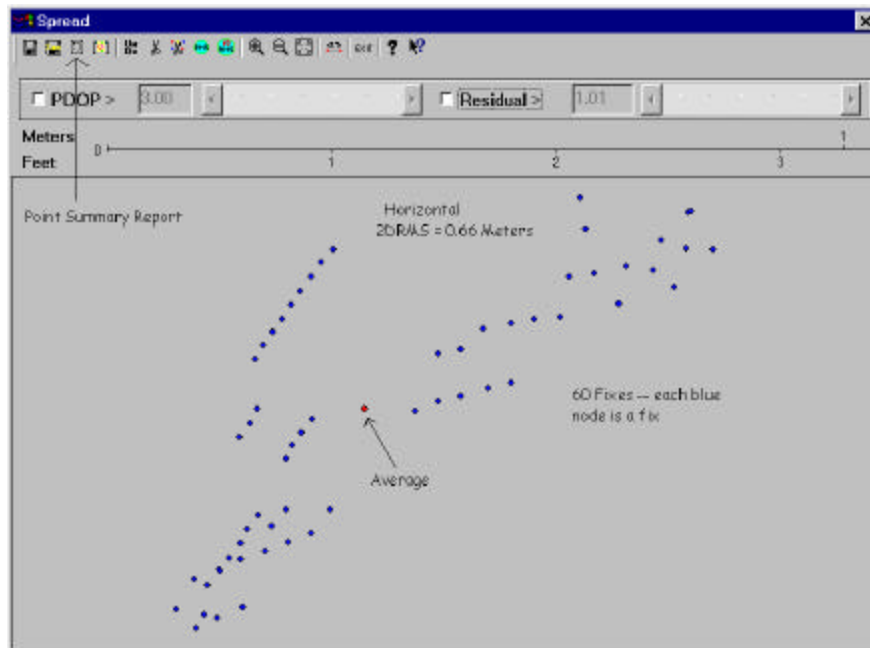 Spread
EXIT
PDOP > 3.00 Residual > 1.01
Meters 1
0
Feet 1 2 3
Point Summary Report
Horizontal
2DRMS = 0.66 Meters
60 Fixes -- each blue
node is a fix
Average